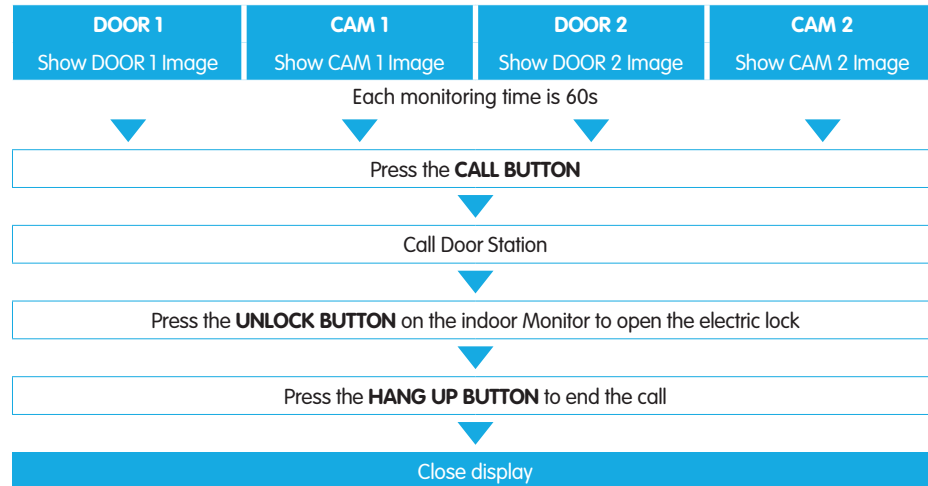 DOOR 1 CAM 1 DOOR 2 CAM 2
Show DOOR 1 Image Show CAM 1 Image Show DOOR 2 Image Show CAM 2 Image
Each monitoring time is 60s
Press the CALL BUTTON
Call Door Station
Press the UNLOCK BUTTON on the indoor Monitor to open the electric lock
Press the HANG UP BUTTON to end the call
Close display